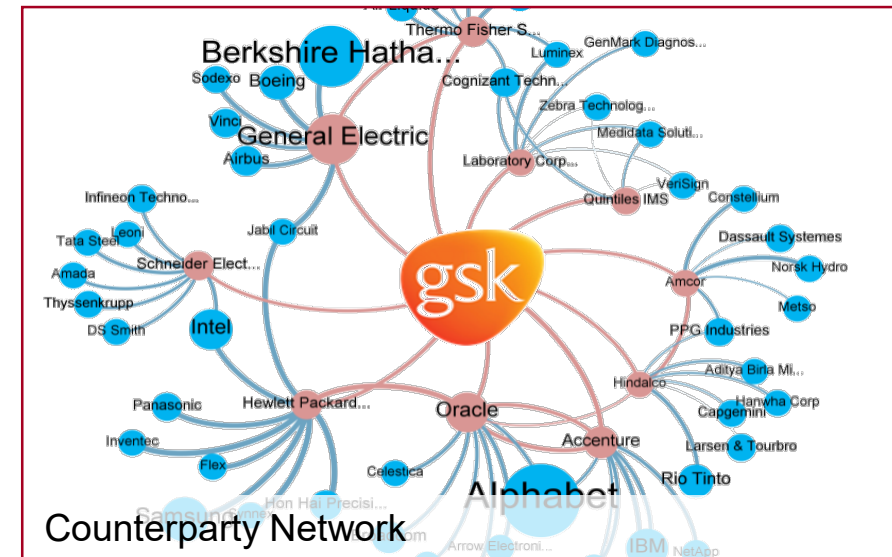 Thermo Fisher S...
Berkshire Hatha...
Luminex
GenMark Diagnos...
Sodexo
Boeing
Cognizant Techn...
Zebra Technolog...
Vinci
General Electric
Medidata Soluti...
Airbus
Laboratory Corp...
VeriSign
Infineon Techno...
Quintiles IMS
Constellium
Jabil Circuit
Leoni
Tata Steel
Dassault Systemes
Schneider Elect...
gsk
Norsk Hydro
Amada
Amcor
Thyssenkrupp
Metso
DS Smith
Intel
PPG Industries
Aditya Birla Mi...
Hindalco
Panasonic
Hewlett Packard...
Oracle
Hanwha Corp
Capgemini
Inventec
Accenture
Larsen & Tourbro
Flex
Celestica
Rio Tinto
Alphabet
Hon Hai Precisi...
Samsung
Synnex
Counterparty Network
Arrow Electroni...
IBM
NetApp